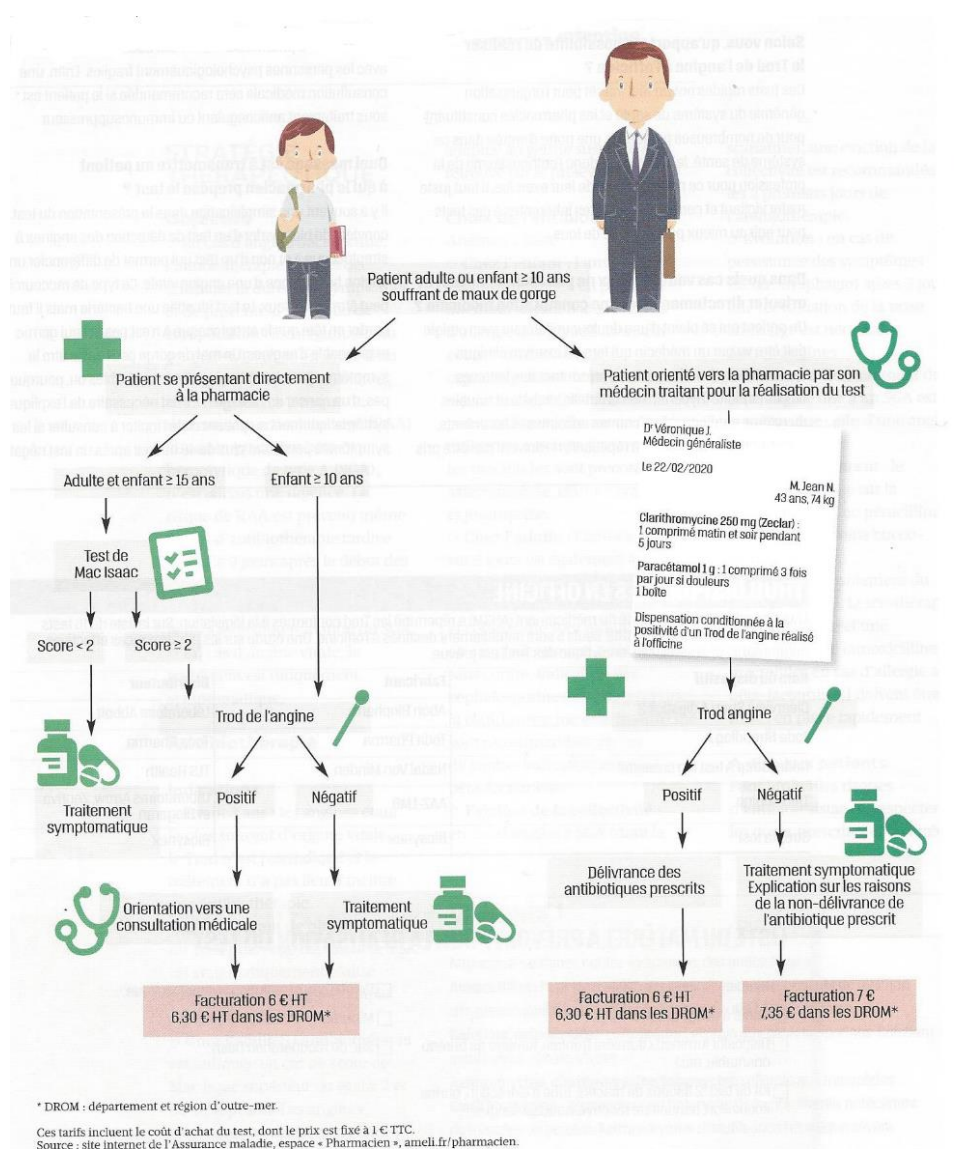 Patient adulte ou enfant ≥ 10 ans
souffrant de maux de gorge
Patient se présentant directement
à la pharmacie
Patient orienté vers la pharmacie par son
médecin traitant pour la réalisation du test
Adulte et enfant ≥ 15 ans
Enfant ≥ 10 ans
Test de
Mac Isaac
Score < 2
Score ≥ 2
Dr Véronique J.
Médecin généraliste
Le 22/02/2020
M. Jean N.
43 ans, 74 kg
Clarithromycine 250 mg (Zeclar) :
1 comprimé matin et soir pendant
5 jours
Paracétamol 1 g : 1 comprimé 3 fois
par jour si douleurs
1 boîte
Dispensation conditionnée à la
positivité d'un Trod de l'angine réalisé
à l'officine
Trod de l'angine
Trod angine
Traitement
symptomatique
Positif
Négatif
Positif
Négatif
Orientation vers une
consultation médicale
Traitement
symptomatique
Délivrance des
antibiotiques prescrits
Traitement symptomatique
Explication sur les raisons
de la non-délivrance de
l'antibiotique prescrit
Facturation 6 € HT
6,30 € HT dans les DROM*
Facturation 6 € HT
6,30 € HT dans les DROM*
Facturation 7 €
7,35 € dans les DROM*
* DROM : département et région d'outre-mer.
Ces tarifs incluent le coût d'achat du test, dont le prix est fixé à 1 € TTC.
Source : site internet de l'Assurance maladie, espace « Pharmacien », ameli.fr/pharmacien.